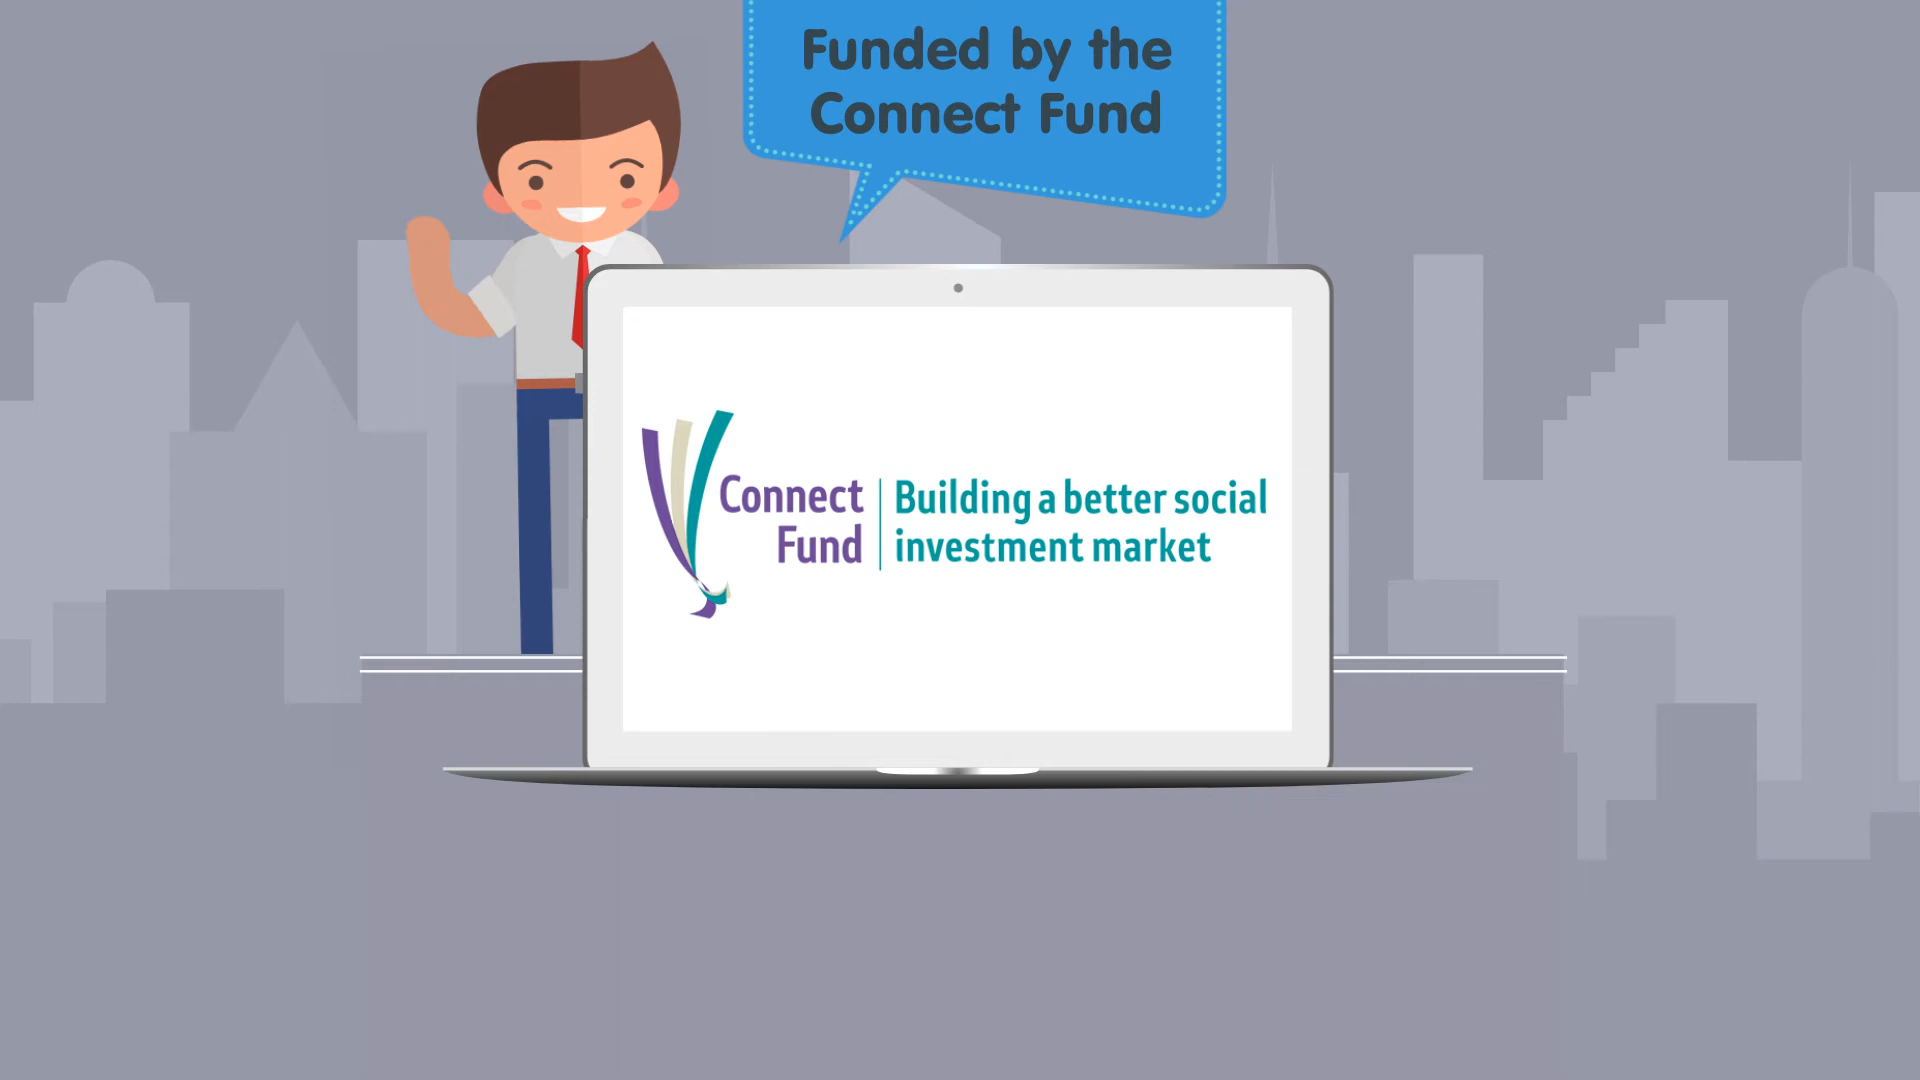 Funded by the
Connect Fund
Connect
Fund
Building a better social
investment market